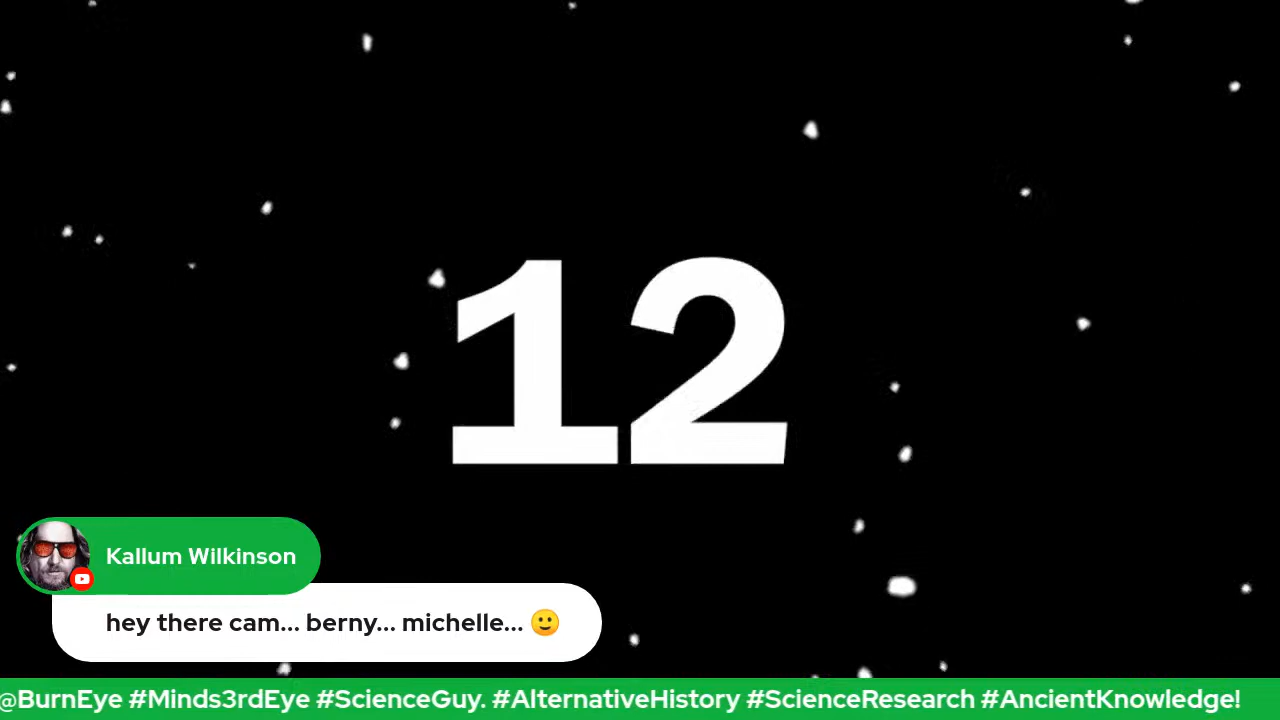 12
Kallum Wilkinson
hey there cam... berny... michelle... 🙂
@BurnEye #Minds3rdEye #ScienceGuy. #AlternativeHistory #ScienceResearch #AncientKnowledge!